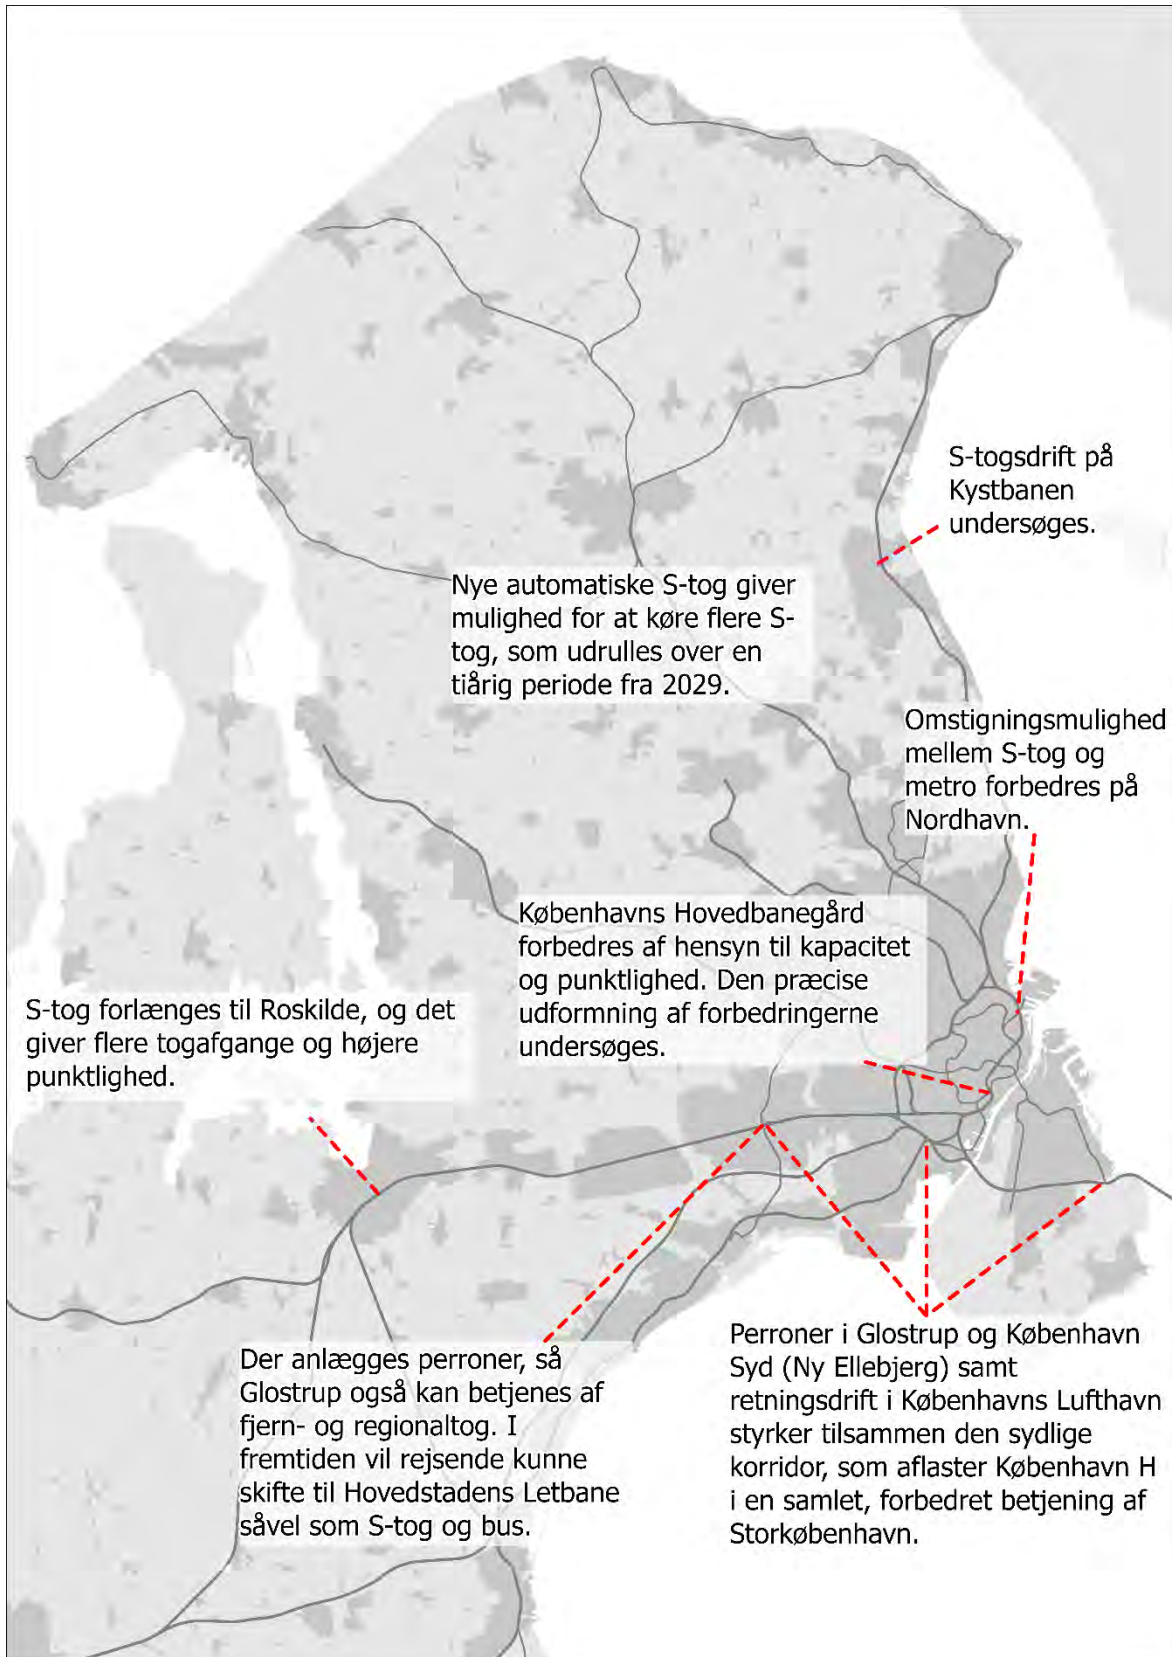 S-togsdrift på
Kystbanen
undersøges.
Nye automatiske S-tog giver
mulighed for at køre flere S-
tog, som udrulles over en
tiårig periode fra 2029.
Omstigningsmulighed
mellem S-tog og
metro forbedres på
Nordhavn.
Københavns Hovedbanegård
forbedres af hensyn til kapacitet
og punktlighed. Den præcise
udformning af forbedringerne
undersøges.
S-tog forlænges til Roskilde, og det
giver flere togafgange og højere
punktlighed.
Der anlægges perroner, så
Glostrup også kan betjenes af
fjern- og regionaltog. I
fremtiden vil rejsende kunne
skifte til Hovedstadens Letbane
såvel som S-tog og bus.
Perroner i Glostrup og København
Syd (Ny Ellebjerg) samt
retningsdrift i Københavns Lufthavn
styrker tilsammen den sydlige
korridor, som aflaster København H
i en samlet, forbedret betjening af
Storkøbenhavn.